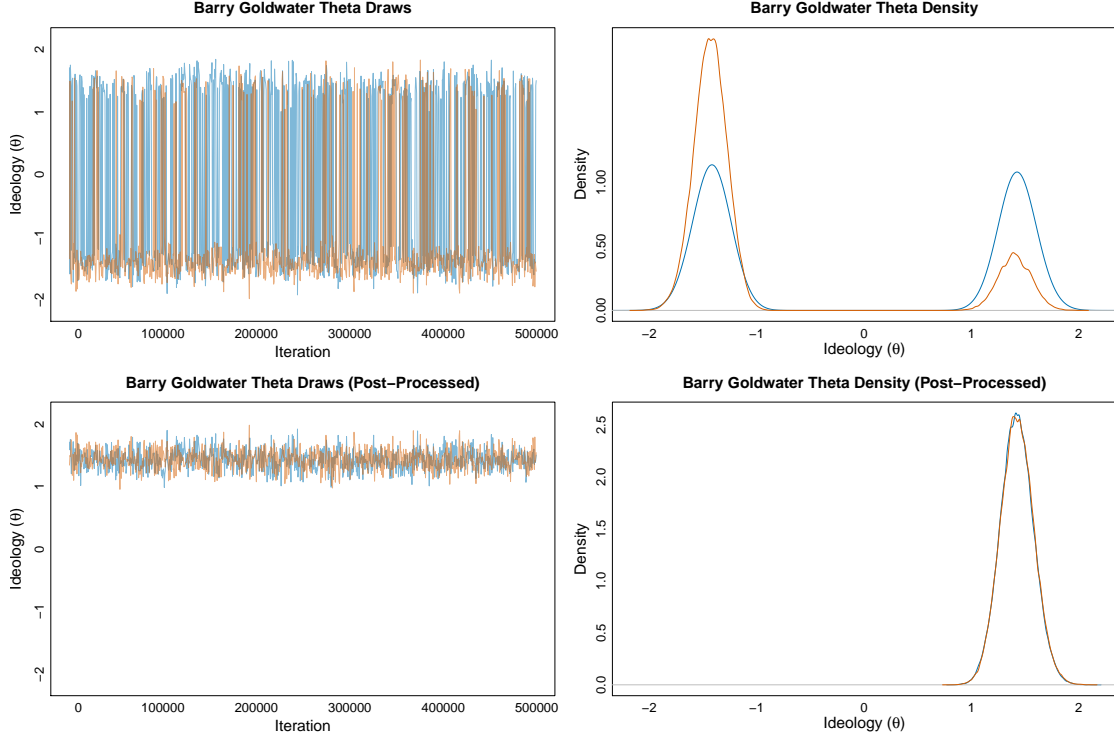 Barry Goldwater Theta Draws
Ideology (θ)
2
1
0
−1
−2
0 100000 200000 300000 400000 500000
Iteration
Barry Goldwater Theta Density
Density
1.00
0.50
0.00
−2 −1 0 1 2
Ideology (θ)
Barry Goldwater Theta Draws (Post−Processed)
Ideology (θ)
2
1
0
−1
−2
0 100000 200000 300000 400000 500000
Iteration
Barry Goldwater Theta Density (Post−Processed)
Density
2.5
2.0
1.5
1.0
0.5
0.0
−2 −1 0 1 2
Ideology (θ)